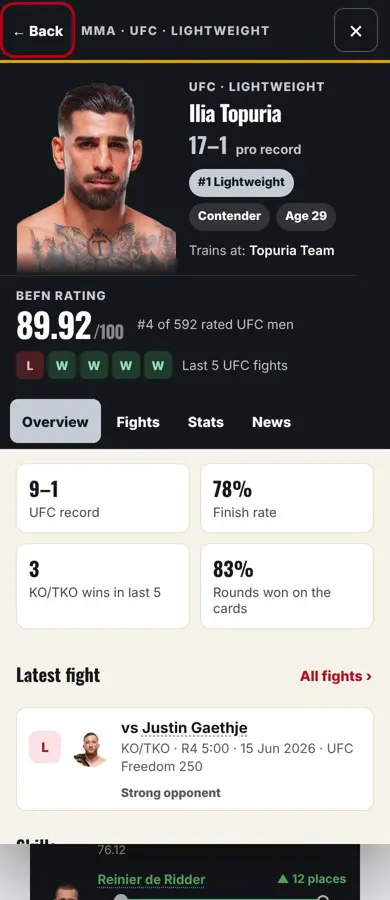 ← Back MMA · UFC · LIGHTWEIGHT ×
UFC · LIGHTWEIGHT
Ilia Topuria
17–1 pro record
#1 Lightweight
Contender Age 29
Trains at: Topuria Team
BEFN RATING
89.92/100 #4 of 592 rated UFC men
L W W W W Last 5 UFC fights
Overview Fights Stats News
9–1
UFC record
78%
Finish rate
3
KO/TKO wins in last 5
83%
Rounds won on the
cards
Latest fight All fights ›
L
vs Justin Gaethje
KO/TKO · R4 5:00 · 15 Jun 2026 · UFC
Freedom 250
Strong opponent
Skills
76.12
Reinier de Ridder ▲ 12 places